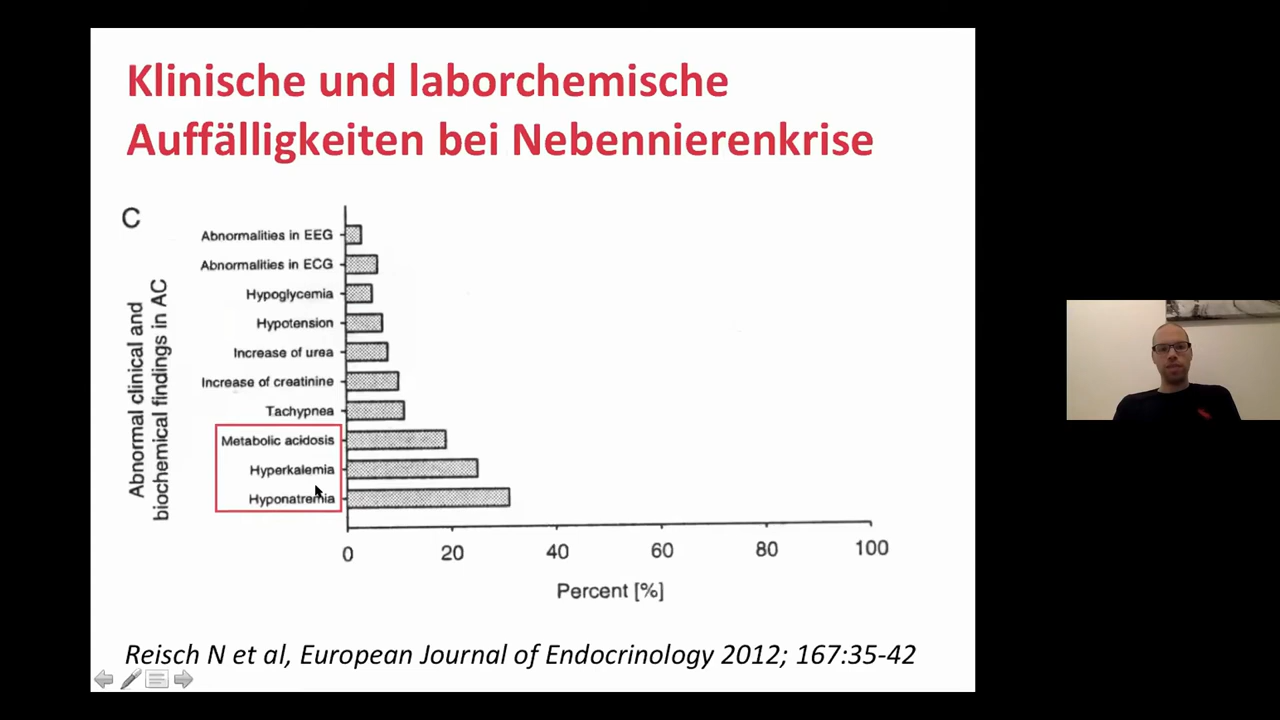 Klinische und laborchemische
Auffälligkeiten bei Nebennierenkrise
C
Abnormal clinical and
biochemical findings in AC
Abnormalities in EEG
Abnormalities in ECG
Hypoglycemia
Hypotension
Increase of urea
Increase of creatinine
Tachypnea
Metabolic acidosis
Hyperkalemia
Hyponatremia
0 20 40 60 80 100
Percent [%]
Reisch N et al, European Journal of Endocrinology 2012; 167:35-42